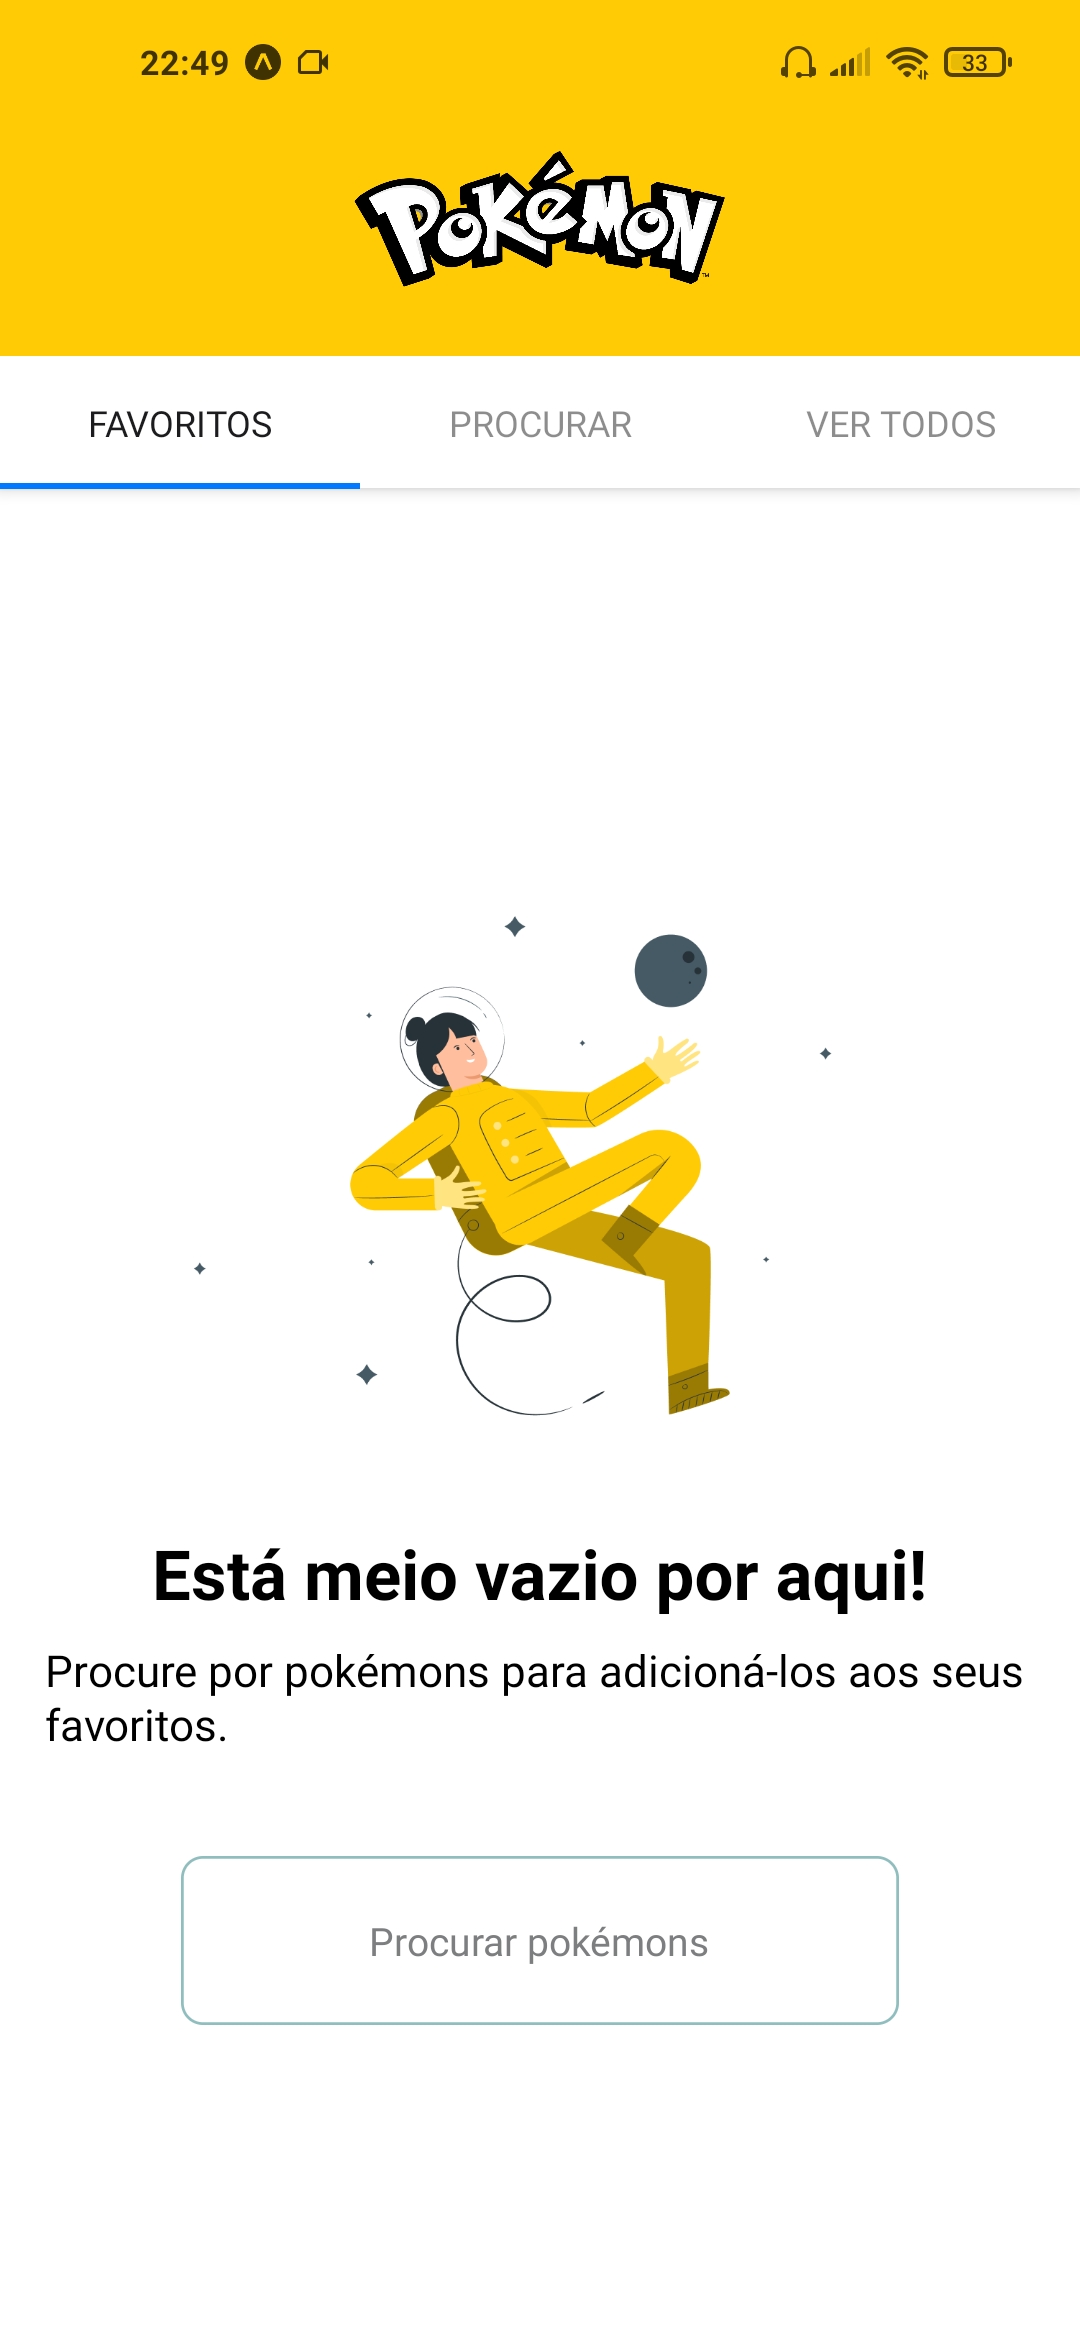 22:49
33
POKéMON
™
FAVORITOS
PROCURAR
VER TODOS
Está meio vazio por aqui!
Procure por pokémons para adicioná-los aos seus
favoritos.
Procurar pokémons